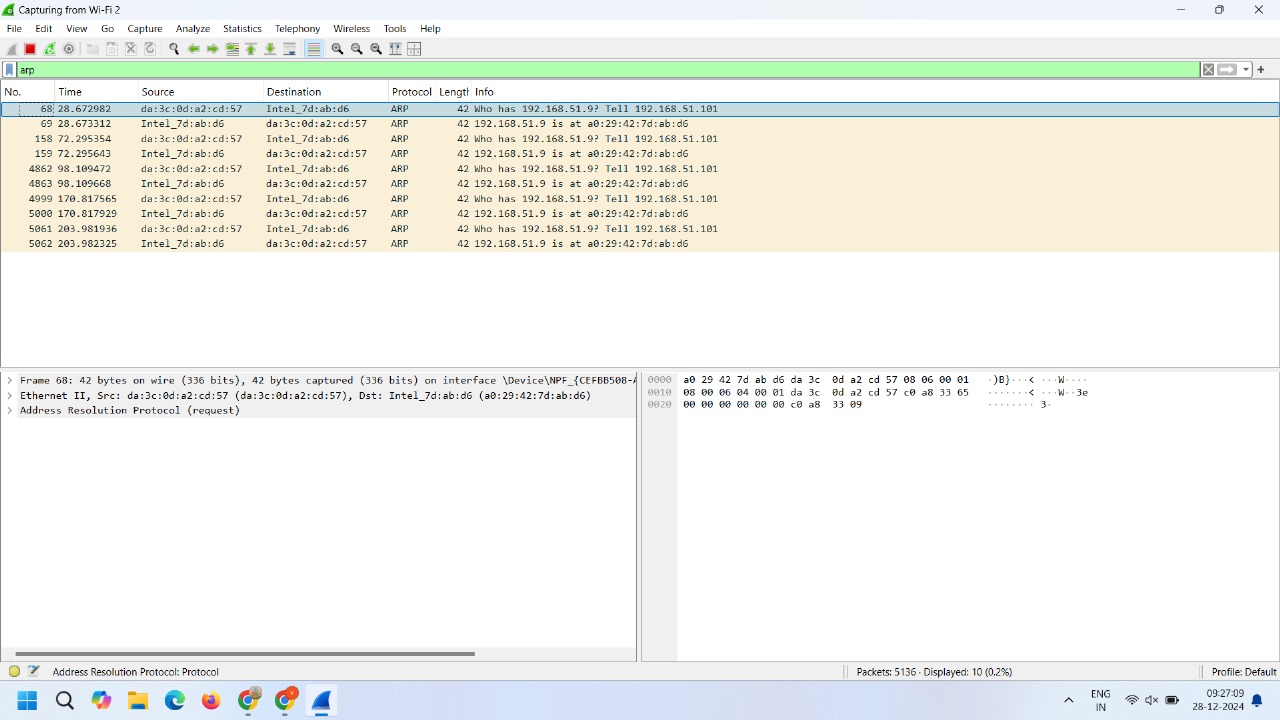 Capturing from Wi-Fi 2
File Edit View Go Capture Analyze Statistics Telephony Wireless Tools Help
arp
No. Time Source Destination Protocol Length Info
68 28.672982 da:3c:0d:a2:cd:57 Intel_7d:ab:d6 ARP 42 Who has 192.168.51.9? Tell 192.168.51.101
69 28.673312 Intel_7d:ab:d6 da:3c:0d:a2:cd:57 ARP 42 192.168.51.9 is at a0:29:42:7d:ab:d6
158 72.295354 da:3c:0d:a2:cd:57 Intel_7d:ab:d6 ARP 42 Who has 192.168.51.9? Tell 192.168.51.101
159 72.295643 Intel_7d:ab:d6 da:3c:0d:a2:cd:57 ARP 42 192.168.51.9 is at a0:29:42:7d:ab:d6
4862 98.109472 da:3c:0d:a2:cd:57 Intel_7d:ab:d6 ARP 42 Who has 192.168.51.9? Tell 192.168.51.101
4863 98.109668 Intel_7d:ab:d6 da:3c:0d:a2:cd:57 ARP 42 192.168.51.9 is at a0:29:42:7d:ab:d6
4999 170.817565 da:3c:0d:a2:cd:57 Intel_7d:ab:d6 ARP 42 Who has 192.168.51.9? Tell 192.168.51.101
5000 170.817929 Intel_7d:ab:d6 da:3c:0d:a2:cd:57 ARP 42 192.168.51.9 is at a0:29:42:7d:ab:d6
5061 203.981936 da:3c:0d:a2:cd:57 Intel_7d:ab:d6 ARP 42 Who has 192.168.51.9? Tell 192.168.51.101
5062 203.982325 Intel_7d:ab:d6 da:3c:0d:a2:cd:57 ARP 42 192.168.51.9 is at a0:29:42:7d:ab:d6
Frame 68: 42 bytes on wire (336 bits), 42 bytes captured (336 bits) on interface \Device\NPF_{CEFBB508-A
Ethernet II, Src: da:3c:0d:a2:cd:57 (da:3c:0d:a2:cd:57), Dst: Intel_7d:ab:d6 (a0:29:42:7d:ab:d6)
Address Resolution Protocol (request)
0000 a0 29 42 7d ab d6 da 3c 0d a2 cd 57 08 06 00 01 ·)B}···< ···W····
0010 08 00 06 04 00 01 da 3c 0d a2 cd 57 c0 a8 33 65 ·······< ···W··3e
0020 00 00 00 00 00 00 c0 a8 33 09 ········ 3·
Address Resolution Protocol: Protocol
Packets: 5136 · Displayed: 10 (0.2%)
Profile: Default
ENG
IN
09:27:09
28-12-2024